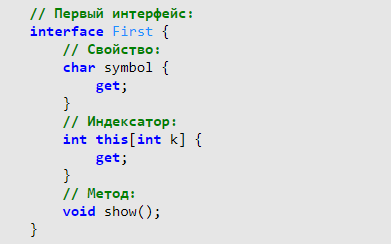 // Первый интерфейс:
interface First {
    // Свойство:
    char symbol {
        get;
    }
    // Индексатор:
    int this[int k] {
        get;
    }
    // Метод:
    void show();
}